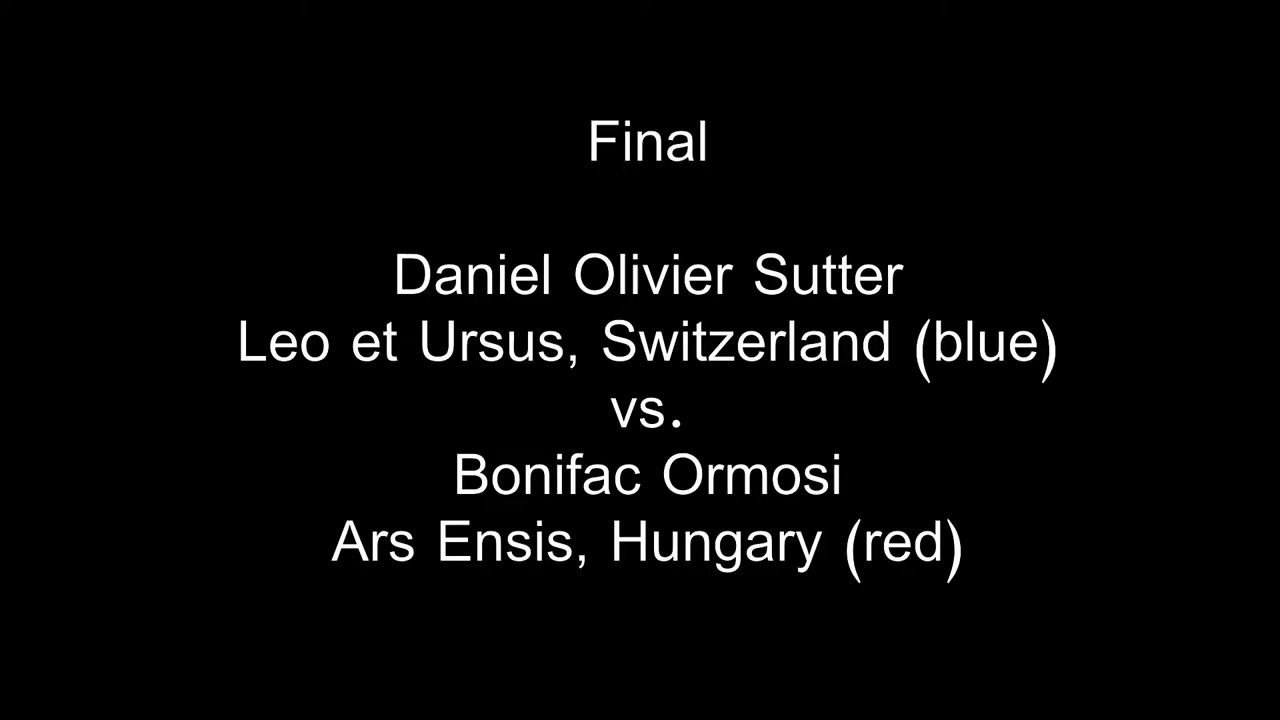 Final
Daniel Olivier Sutter
Leo et Ursus, Switzerland (blue)
vs.
Bonifac Ormosi
Ars Ensis, Hungary (red)